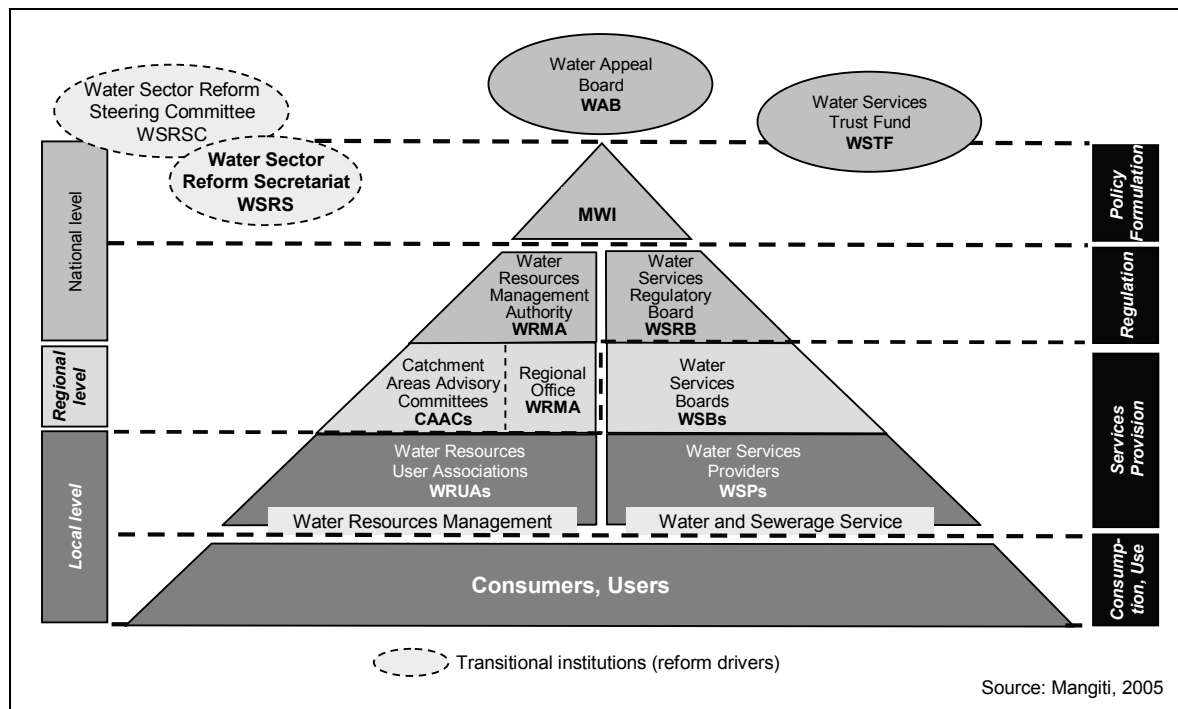 Water Sector Reform
Steering Committee
WSRSC
Water Sector
Reform Secretariat
WSRS
Water Appeal
Board
WAB
Water Services
Trust Fund
WSTF
National level
Regional
level
Local level
MWI
Water
Resources
Management
Authority
WRMA
Water
Services
Regulatory
Board
WSRB
Catchment
Areas Advisory
Committees
CAACs
Regional
Office
WRMA
Water
Services
Boards
WSBs
Water Resources
User Associations
WRUAs
Water Services
Providers
WSPs
Water Resources Management
Water and Sewerage Service
Consumers, Users
Policy
Formulation
Regulation
Services
Provision
Consump-
tion, Use
Transitional institutions (reform drivers)
Source: Mangiti, 2005